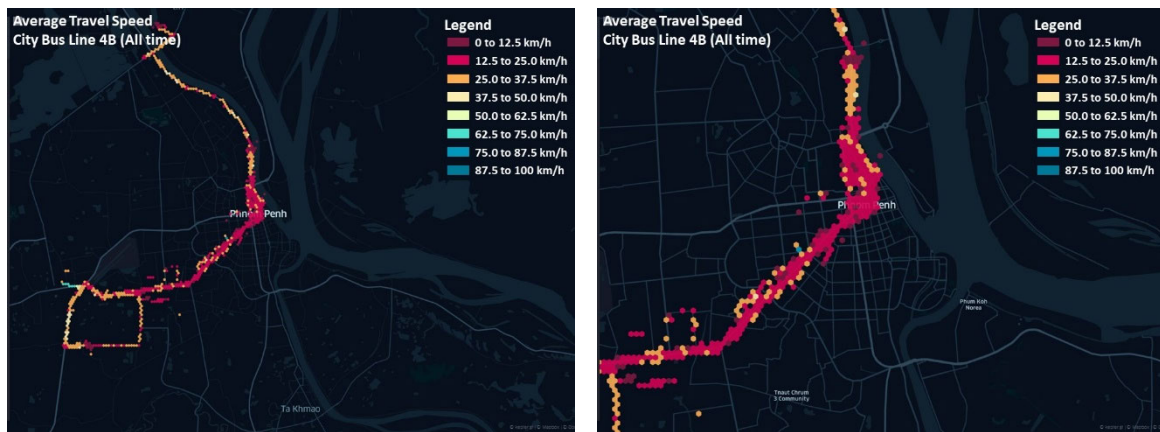 Average Travel Speed
City Bus Line 4B (All time)
Legend
0 to 12.5 km/h
12.5 to 25.0 km/h
25.0 to 37.5 km/h
37.5 to 50.0 km/h
50.0 to 62.5 km/h
62.5 to 75.0 km/h
75.0 to 87.5 km/h
87.5 to 100 km/h
Phnom Penh
Ta Khmao
Average Travel Speed
City Bus Line 4B (All time)
Legend
0 to 12.5 km/h
12.5 to 25.0 km/h
25.0 to 37.5 km/h
37.5 to 50.0 km/h
50.0 to 62.5 km/h
62.5 to 75.0 km/h
75.0 to 87.5 km/h
87.5 to 100 km/h
Phnom Penh
Phum Koh
Norea
Tnaut Chrum
3 Community